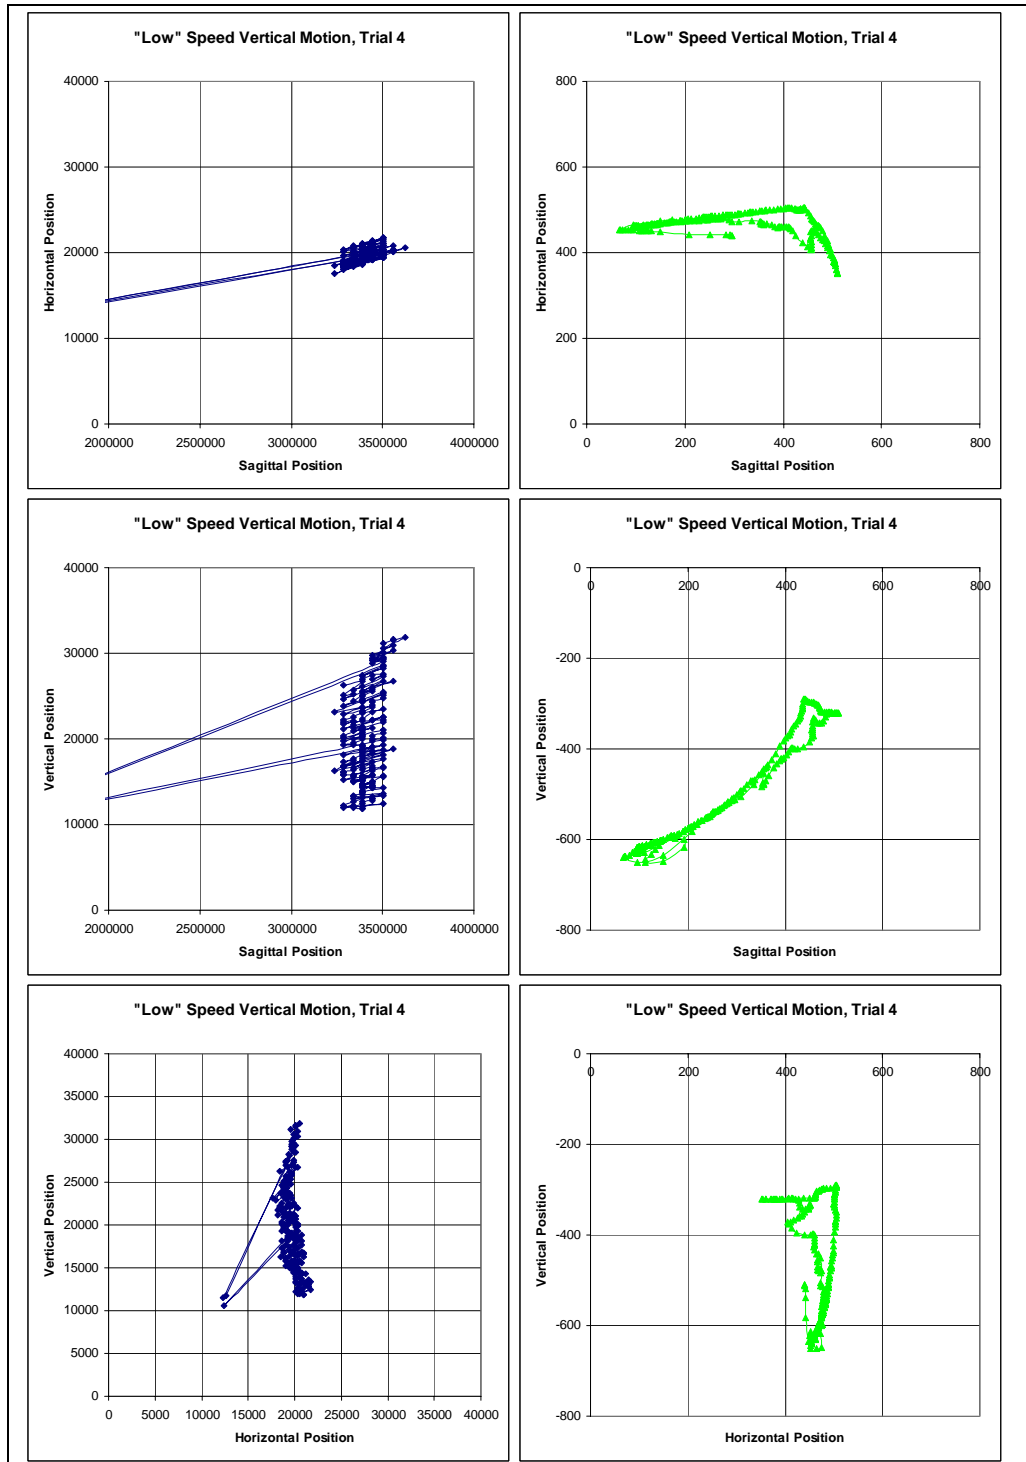 "Low" Speed Vertical Motion, Trial 4
40000
30000
20000
10000
0
2000000 2500000 3000000 3500000 4000000
Horizontal Position
Sagittal Position
"Low" Speed Vertical Motion, Trial 4
800
600
400
200
0
0 200 400 600 800
Horizontal Position
Sagittal Position
"Low" Speed Vertical Motion, Trial 4
40000
30000
20000
10000
0
2000000 2500000 3000000 3500000 4000000
Vertical Position
Sagittal Position
"Low" Speed Vertical Motion, Trial 4
0
0 200 400 600 800
-200
-400
-600
-800
Vertical Position
Sagittal Position
"Low" Speed Vertical Motion, Trial 4
40000
35000
30000
25000
20000
15000
10000
5000
0
0 5000 10000 15000 20000 25000 30000 35000 40000
Vertical Position
Horizontal Position
"Low" Speed Vertical Motion, Trial 4
0
0 200 400 600 800
-200
-400
-600
-800
Vertical Position
Horizontal Position